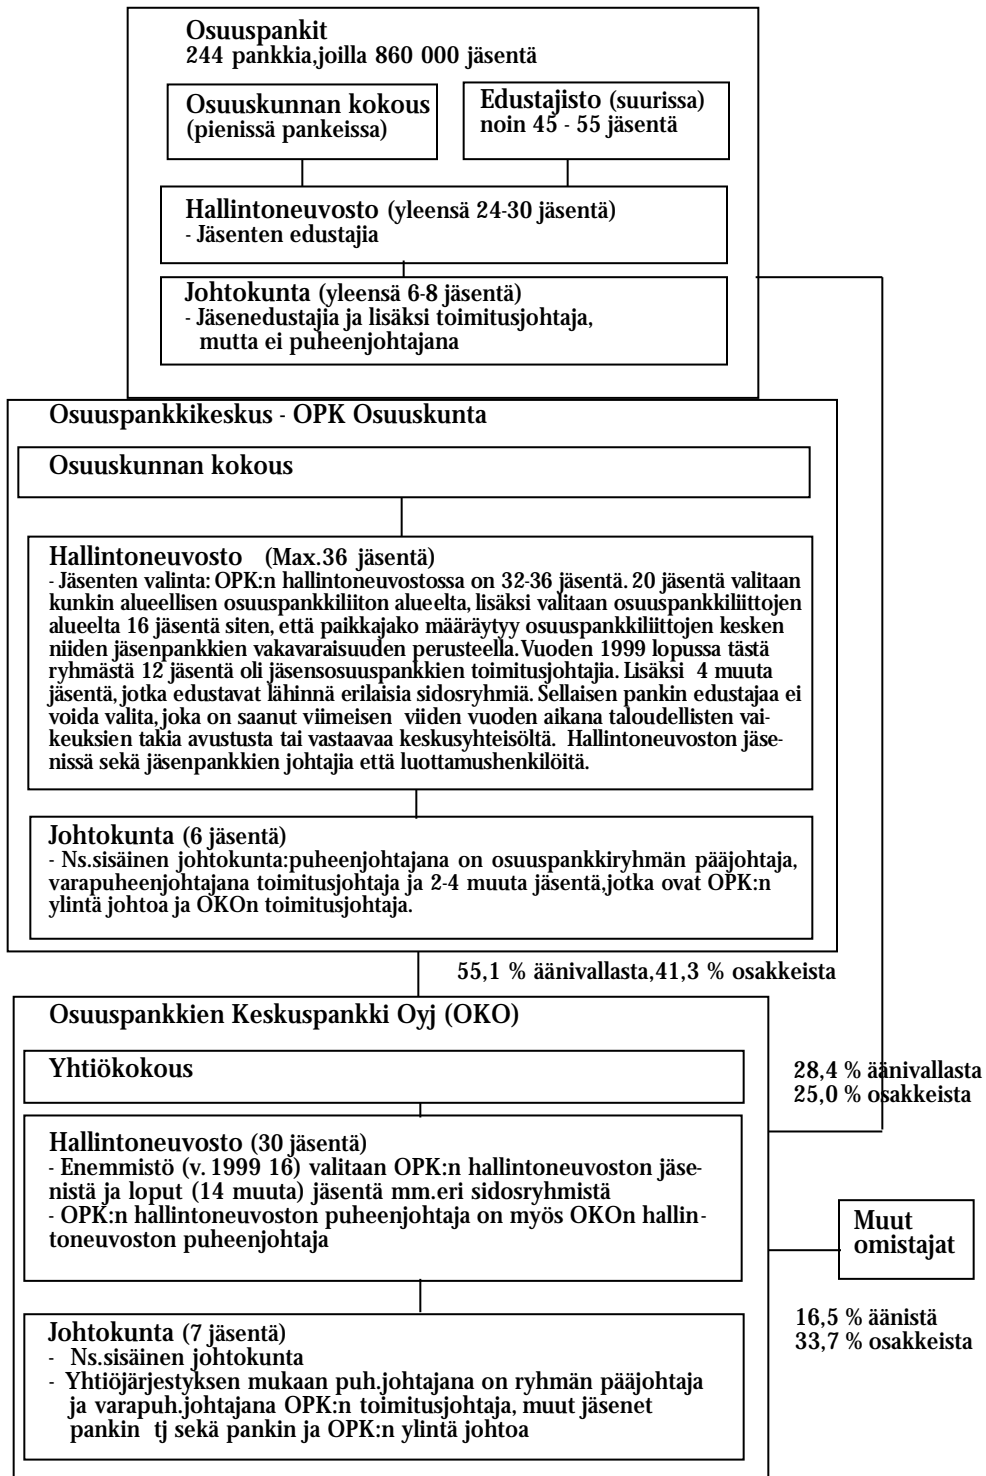 Osuuspankit
244 pankkia,joilla 860 000 jäsentä
Osuuskunnan kokous
(pienissä pankeissa)
Edustajisto (suurissa)
noin 45 - 55 jäsentä
Hallintoneuvosto (yleensä 24-30 jäsentä)
- Jäsenten edustajia
Johtokunta (yleensä 6-8 jäsentä)
- Jäsenedustajia ja lisäksi toimitusjohtaja,
mutta ei puheenjohtajana
Osuuspankkikeskus - OPK Osuuskunta
Osuuskunnan kokous
Hallintoneuvosto (Max.36 jäsentä)
- Jäsenten valinta: OPK:n hallintoneuvostossa on 32-36 jäsentä. 20 jäsentä valitaan
kunkin alueellisen osuuspankkiliiton alueelta, lisäksi valitaan osuuspankkiliittojen
alueelta 16 jäsentä siten, että paikkajako määräytyy osuuspankkiliittojen kesken
niiden jäsenpankkien vakavaraisuuden perusteella. Vuoden 1999 lopussa tästä
ryhmästä 12 jäsentä oli jäsensosuuspankkien toimitusjohtajia. Lisäksi 4 muuta
jäsentä, jotka edustavat lähinnä erilaisia sidosryhmiä. Sellaisen pankin edustajaa ei
voida valita, joka on saanut viimeisen viiden vuoden aikana taloudellisten vai-
keuksien takia avustusta tai vastaavaa keskusyhteisöltä. Hallintoneuvoston jäse-
nissä sekä jäsenpankkien johtajia että luottamushenkilöitä.
Johtokunta (6 jäsentä)
- Ns.sisäinen johtokunta:puheenjohtajana on osuuspankkiryhmän pääjohtaja,
varapuheenjohtajana toimitusjohtaja ja 2-4 muuta jäsentä,jotka ovat OPK:n
ylintä johtoa ja OKOn toimitusjohtaja.
55,1 % äänivallasta,41,3 % osakkeista
Osuuspankkien Keskuspankki Oyj (OKO)
Yhtiökokous
28,4 % äänivallasta
25,0 % osakkeista
Hallintoneuvosto (30 jäsentä)
- Enemmistö (v. 1999 16) valitaan OPK:n hallintoneuvoston jäse-
nistä ja loput (14 muuta) jäsentä mm.eri sidosryhmistä
- OPK:n hallintoneuvoston puheenjohtaja on myös OKOn hallin-
toneuvoston puheenjohtaja
Muut
omistajat
16,5 % äänistä
33,7 % osakkeista
Johtokunta (7 jäsentä)
- Ns.sisäinen johtokunta
- Yhtiöjärjestyksen mukaan puh.johtajana on ryhmän pääjohtaja
ja varapuh.johtajana OPK:n toimitusjohtaja, muut jäsenet
pankin tj sekä pankin ja OPK:n ylintä johtoa